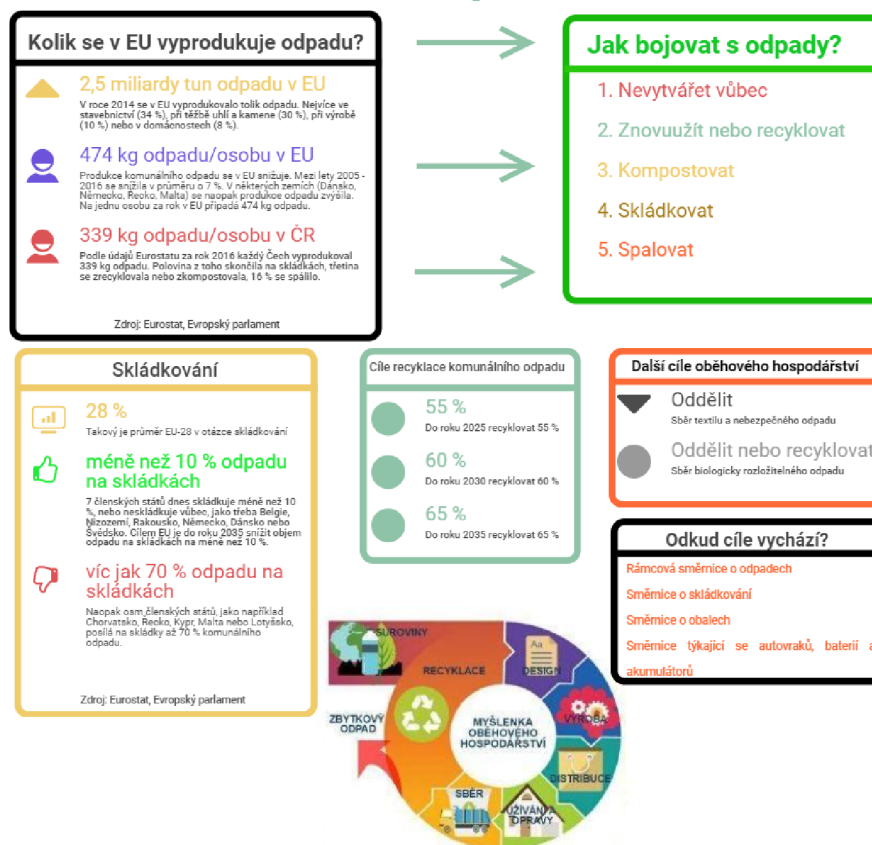 Kolik se v EU vyprodukuje odpadu?
2,5 miliardy tun odpadu v EU
V roce 2014 se v EU vyprodukovalo tolik odpadu. Nejvíce ve
stavebnictví (34 %), při těžbě uhlí a kamene (30 %), při výrobě
(10 %) nebo v domácnostech (8 %).
474 kg odpadu/osobu v EU
Produkce komunálního odpadu se v EU snižuje. Mezi lety 2005 -
2016 se snížila v průměru o 7 %. V některých zemích (Dánsko,
Německo, Řecko, Malta) se naopak produkce odpadu zvýšila.
Na jednu osobu za rok v EU připadá 474 kg odpadu.
339 kg odpadu/osobu v ČR
Podle údajů Eurostatu za rok 2016 každý Čech vyprodukoval
339 kg odpadu. Polovina z toho skončila na skládkách, třetina
se zrecyklovala nebo zkompostovala, 16 % se spálilo.
Zdroj: Eurostat, Evropský parlament
Jak bojovat s odpady?
1. Nevytvářet vůbec
2. Znovuužít nebo recyklovat
3. Kompostovat
4. Skládkovat
5. Spalovat
Skládkování
28 %
Takový je průměr EU-28 v otázce skládkování
méně než 10 % odpadu
na skládkách
7 členských států dnes skládkuje méně než 10
%, nebo neskládkuje vůbec, jako třeba Belgie,
Nizozemí, Rakousko, Německo, Dánsko nebo
Švédsko. Cílem EU je do roku 2035 snížit objem
odpadu na skládkách na méně než 10 %.
víc jak 70 % odpadu na
skládkách
Naopak osm členských států, jako například
Chorvatsko, Řecko, Kypr, Malta nebo Lotyšsko,
posílá na skládky až 70 % komunálního
odpadu.
Zdroj: Eurostat, Evropský parlament
Cíle recyklace komunálního odpadu
55 %
Do roku 2025 recyklovat 55 %
60 %
Do roku 2030 recyklovat 60 %
65 %
Do roku 2035 recyklovat 65 %
Další cíle oběhového hospodářství
Oddělit
Sběr textilu a nebezpečného odpadu
Oddělit nebo recyklovat
Sběr biologicky rozložitelného odpadu
Odkud cíle vychází?
Rámcová směrnice o odpadech
Směrnice o skládkování
Směrnice o obalech
Směrnice týkající se autovraků, baterií a
akumulátorů
SUROVINY
RECYKLACE
Aa
DESIGN
ZBYTKOVÝ
ODPAD
MYŠLENKA
OBĚHOVÉHO
HOSPODÁŘSTVÍ
VÝROBA
DISTRIBUCE
SBĚR
UŽÍVÁNÍ A
OPRAVY